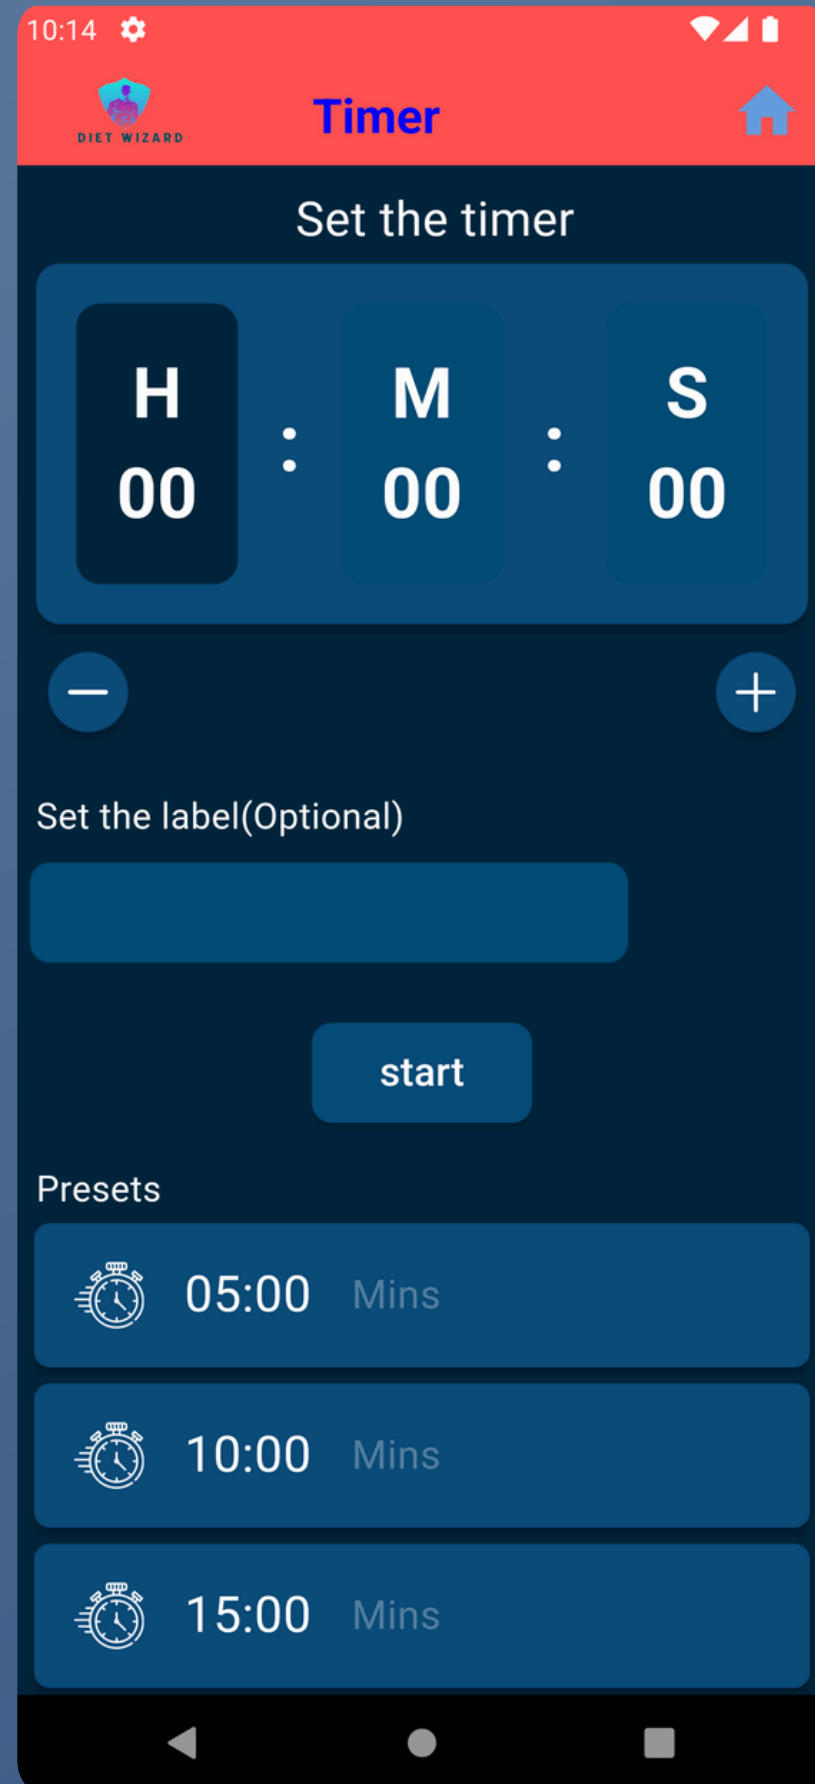 10:14
DIET WIZARD
Timer
Set the timer
H : M : S
00 00 00
Set the label(Optional)
start
Presets
05:00 Mins
10:00 Mins
15:00 Mins